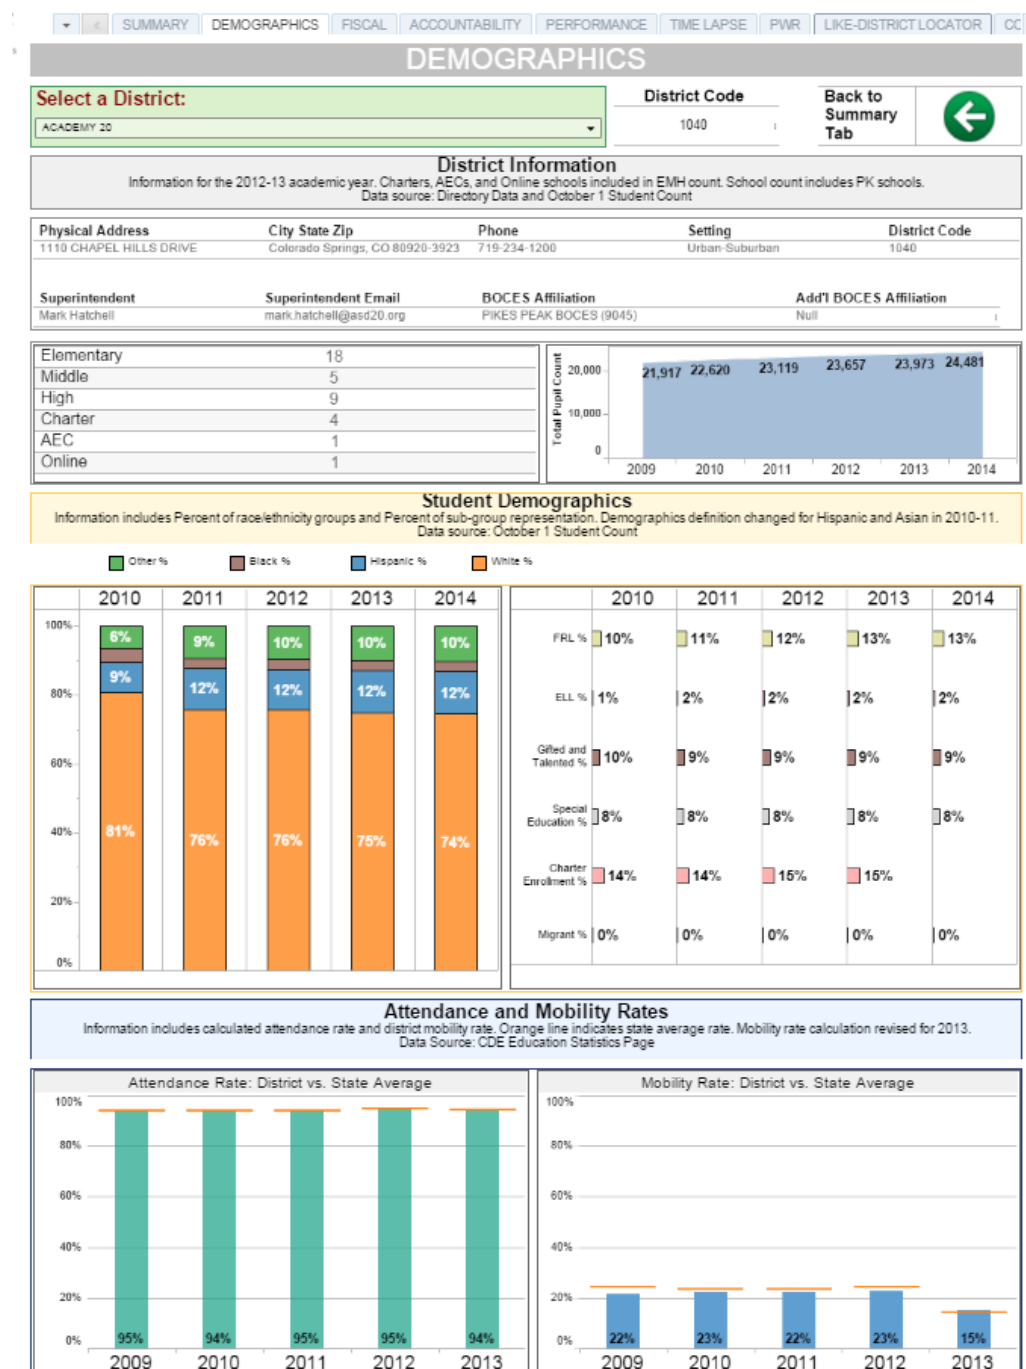 SUMMARY DEMOGRAPHICS FISCAL ACCOUNTABILITY PERFORMANCE TIME LAPSE PWR LIKE-DISTRICT LOCATOR
DEMOGRAPHICS
Select a District:
ACADEMY 20
District Code
1040
Back to
Summary
Tab
District Information
Information for the 2012-13 academic year. Charters, AECs, and Online schools included in EMH count. School count includes PK schools.
Data source: Directory Data and October 1 Student Count
Physical Address City State Zip Phone Setting District Code
1110 CHAPEL HILLS DRIVE Colorado Springs, CO 80920-3923 719-234-1200 Urban-Suburban 1040
Superintendent Superintendent Email BOCES Affiliation Add'l BOCES Affiliation
Mark Hatchell mark.hatchell@asd20.org PIKES PEAK BOCES (9045) Null
Elementary 18
Middle 5
High 9
Charter 4
AEC 1
Online 1
Total Pupil Count
20,000
10,000
0
21,917 22,620 23,119 23,657 23,973 24,481
2009 2010 2011 2012 2013 2014
Student Demographics
Information includes Percent of race/ethnicity groups and Percent of sub-group representation. Demographics definition changed for Hispanic and Asian in 2010-11.
Data source: October 1 Student Count
Other % Black % Hispanic % White %
2010 2011 2012 2013 2014
100%
80%
60%
40%
20%
0%
6% 9% 10% 10% 10%
9% 12% 12% 12% 12%
81% 76% 76% 75% 74%
2010 2011 2012 2013 2014
FRL % 10% 11% 12% 13% 13%
ELL % 1% 2% 2% 2% 2%
Gifted and
Talented % 10% 9% 9% 9% 9%
Special
Education % 8% 8% 8% 8% 8%
Charter
Enrollment % 14% 14% 15% 15%
Migrant % 0% 0% 0% 0% 0%
Attendance and Mobility Rates
Information includes calculated attendance rate and district mobility rate. Orange line indicates state average rate. Mobility rate calculation revised for 2013.
Data Source: CDE Education Statistics Page
Attendance Rate: District vs. State Average
100%
80%
60%
40%
20%
0%
95% 94% 95% 95% 94%
2009 2010 2011 2012 2013
Mobility Rate: District vs. State Average
100%
80%
60%
40%
20%
0%
22% 23% 22% 23% 15%
2009 2010 2011 2012 2013